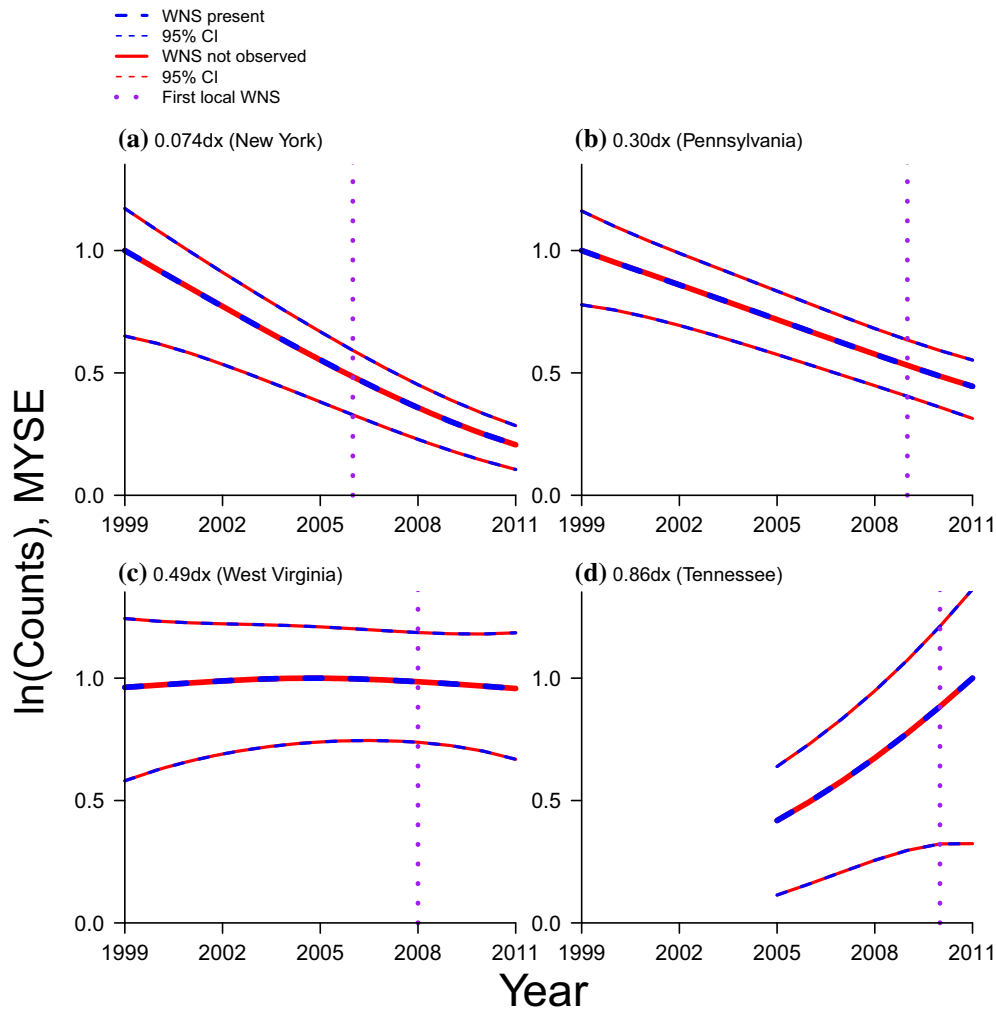 WNS present
95% CI
WNS not observed
95% CI
First local WNS
(a) 0.074dx (New York)
(b) 0.30dx (Pennsylvania)
1.0
0.5
0.0
1999 2002 2005 2008 2011
1.0
0.5
0.0
1999 2002 2005 2008 2011
(c) 0.49dx (West Virginia)
(d) 0.86dx (Tennessee)
1.0
0.5
0.0
1999 2002 2005 2008 2011
1.0
0.5
0.0
1999 2002 2005 2008 2011
ln(Counts), MYSE
Year